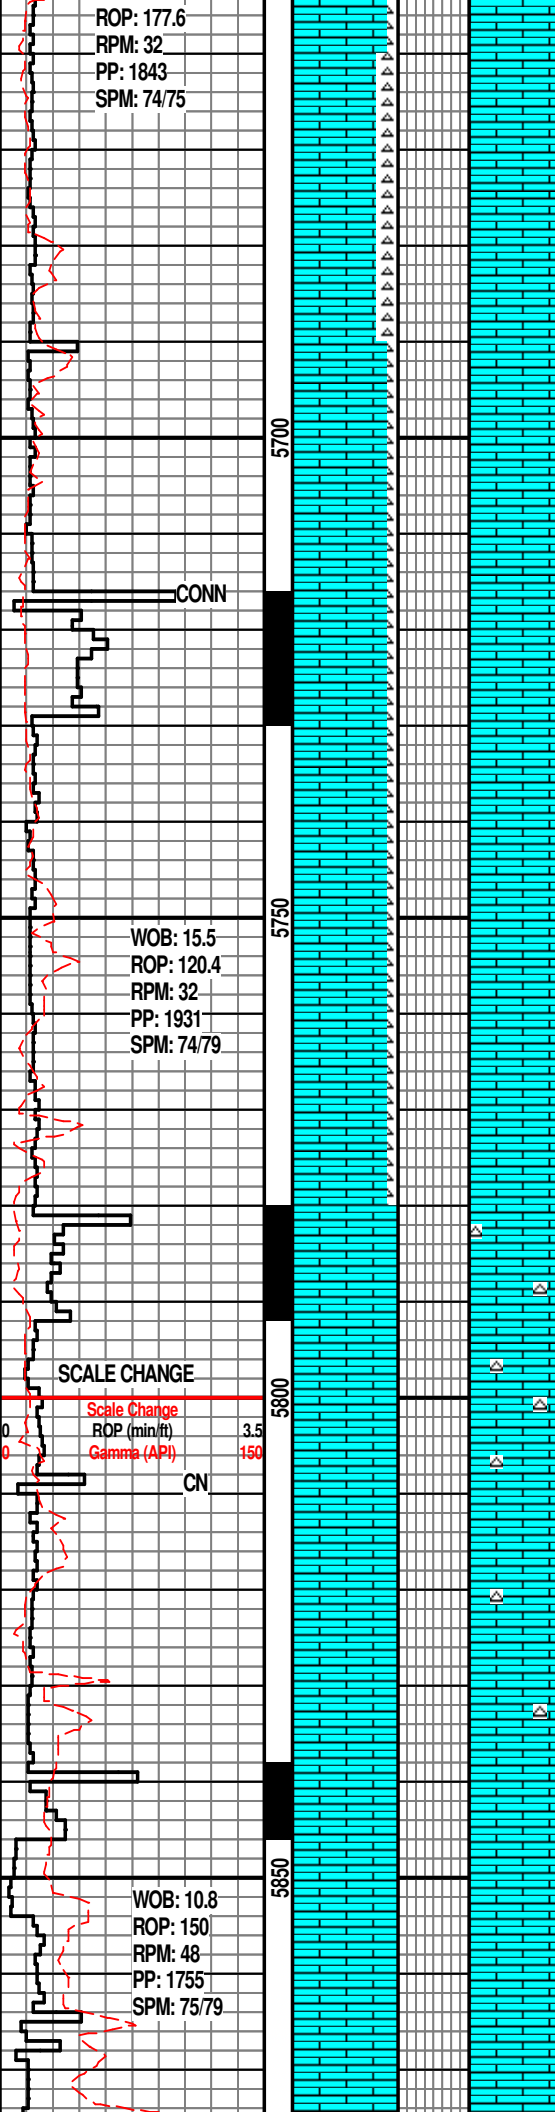 ROP: 177.6
RPM: 32
PP: 1843
SPM: 74/75
5700
CONN
5750
WOB: 15.5
ROP: 120.4
RPM: 32
PP: 1931
SPM: 74/79
SCALE CHANGE
5800
Scale Change
0 ROP (min/ft) 3.5
0 Gamma (API) 150
CN
5850
WOB: 10.8
ROP: 150
RPM: 48
PP: 1755
SPM: 75/79